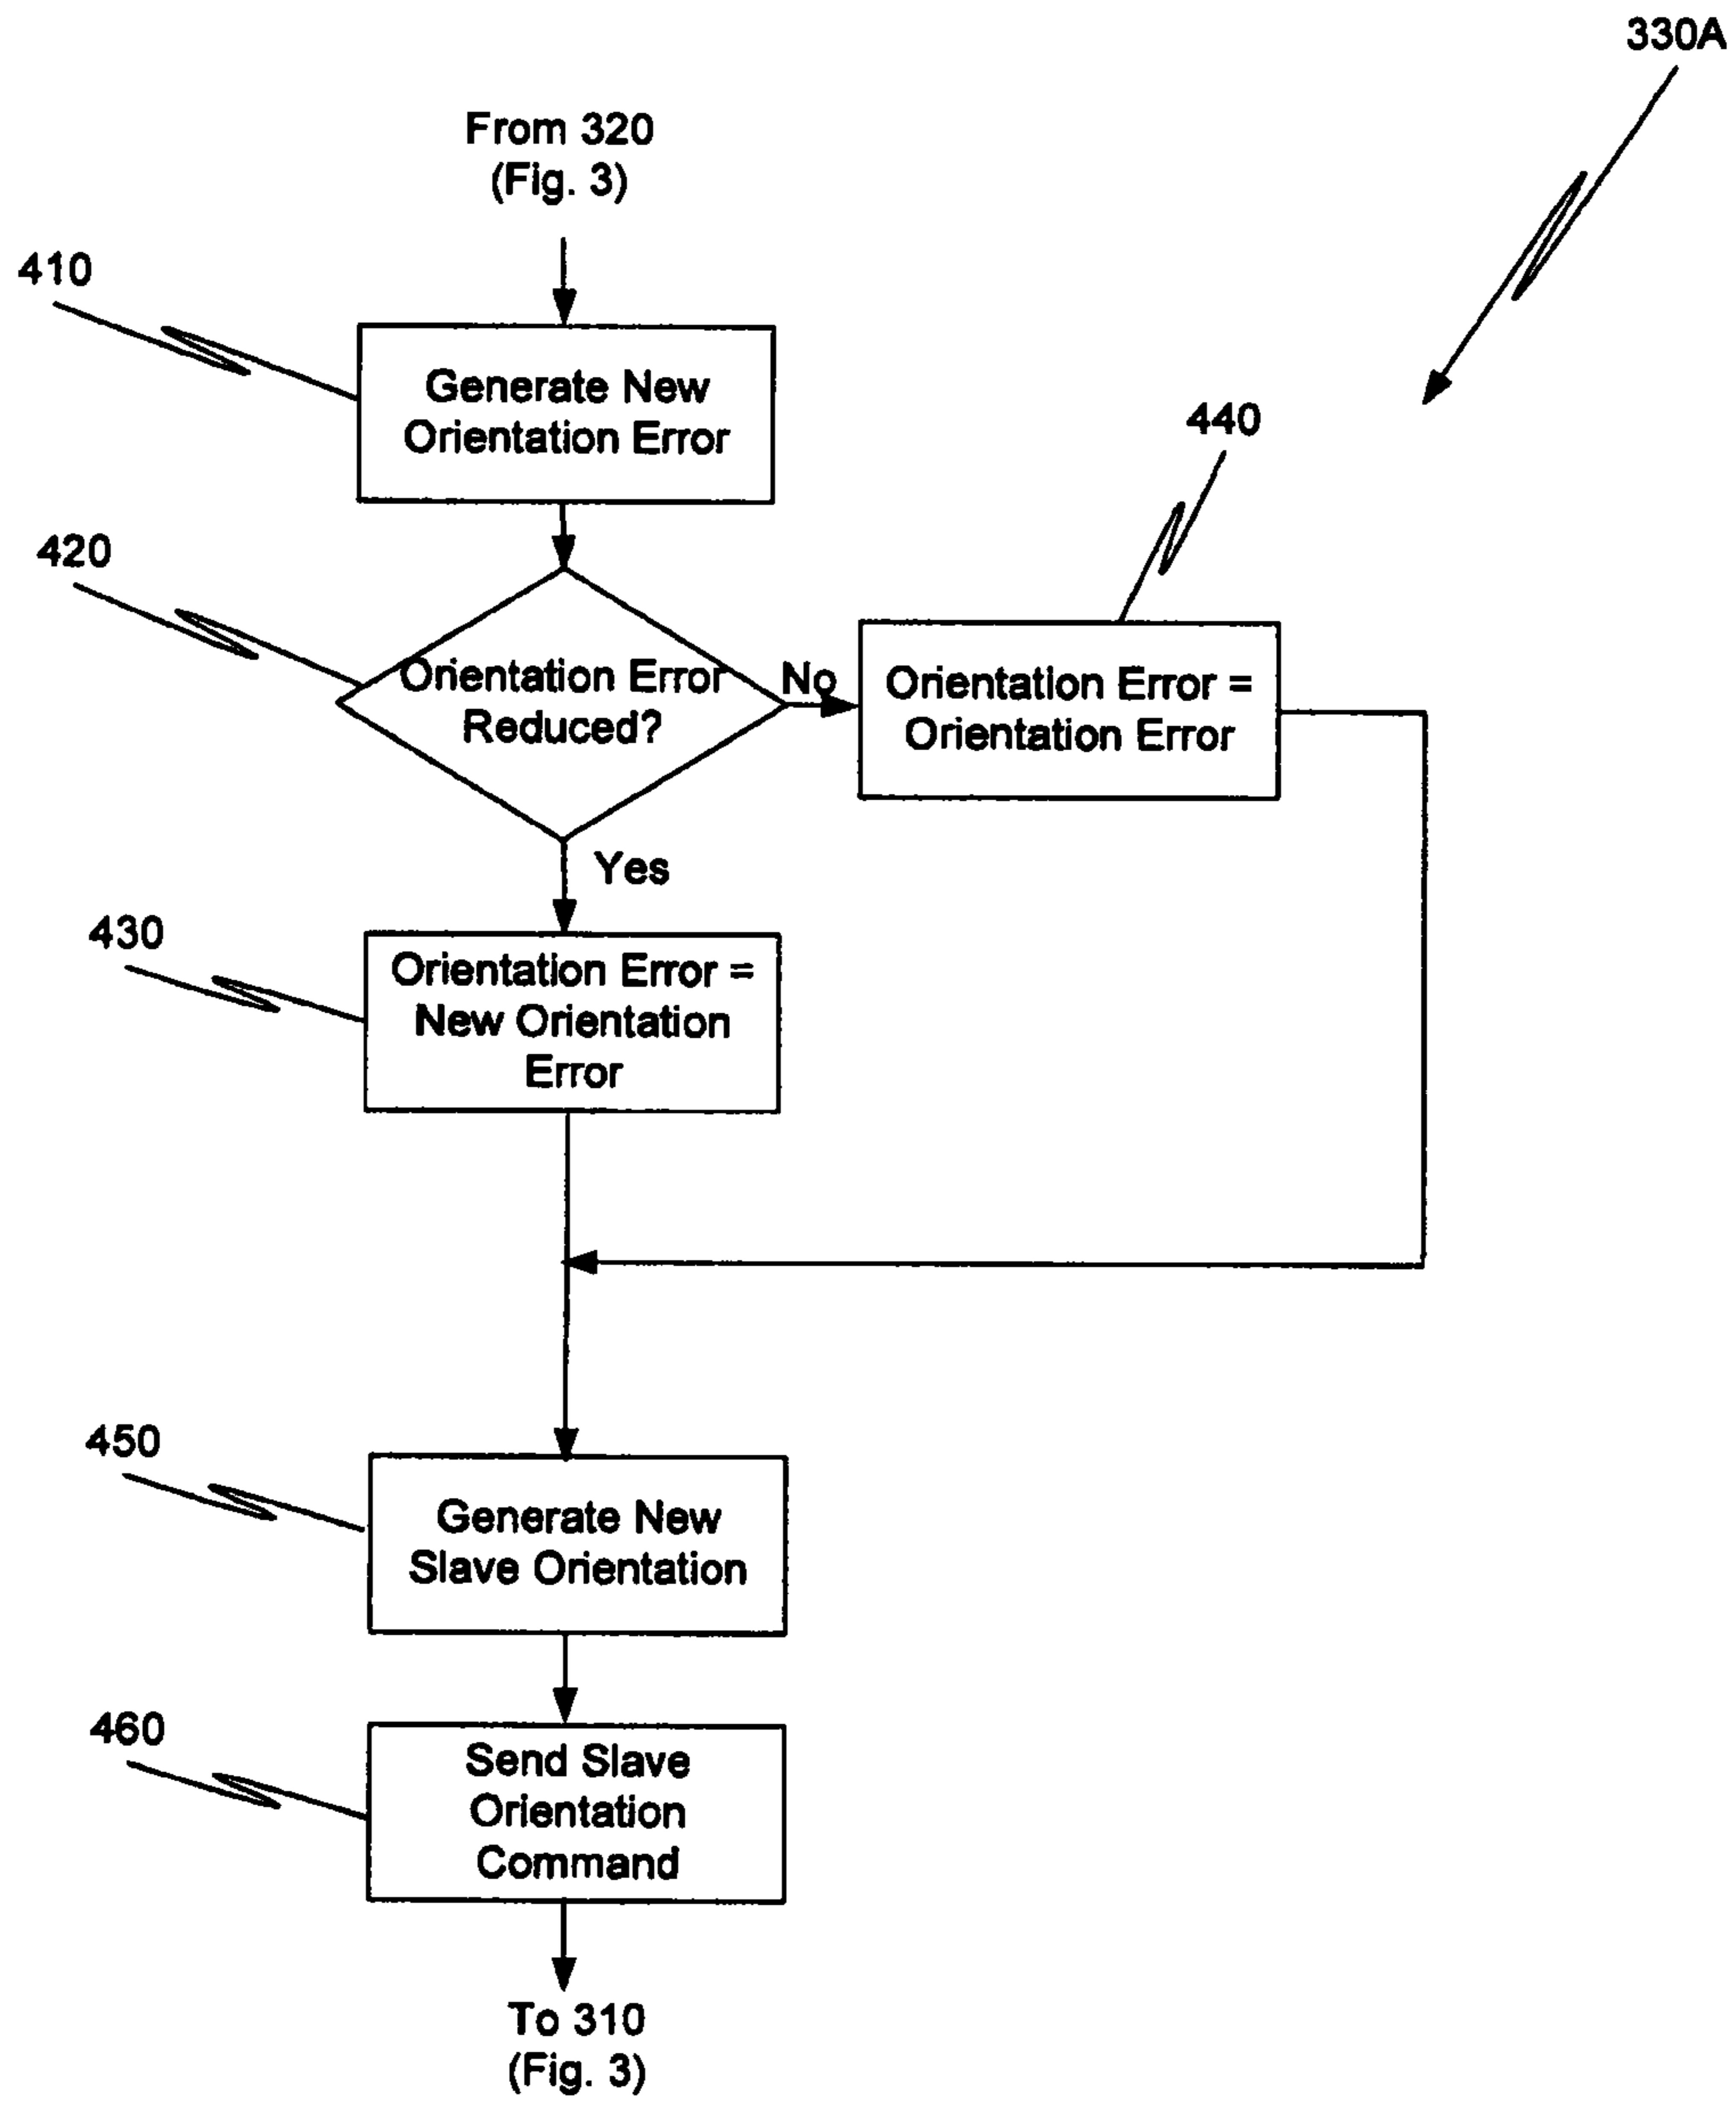 330A
From 320
(Fig. 3)
410
Generate New
Orientation Error
440
420
Orientation Error
Reduced?
No
Orientation Error =
Orientation Error
Yes
430
Orientation Error =
New Orientation
Error
450
Generate New
Slave Orientation
460
Send Slave
Orientation
Command
To 310
(Fig. 3)